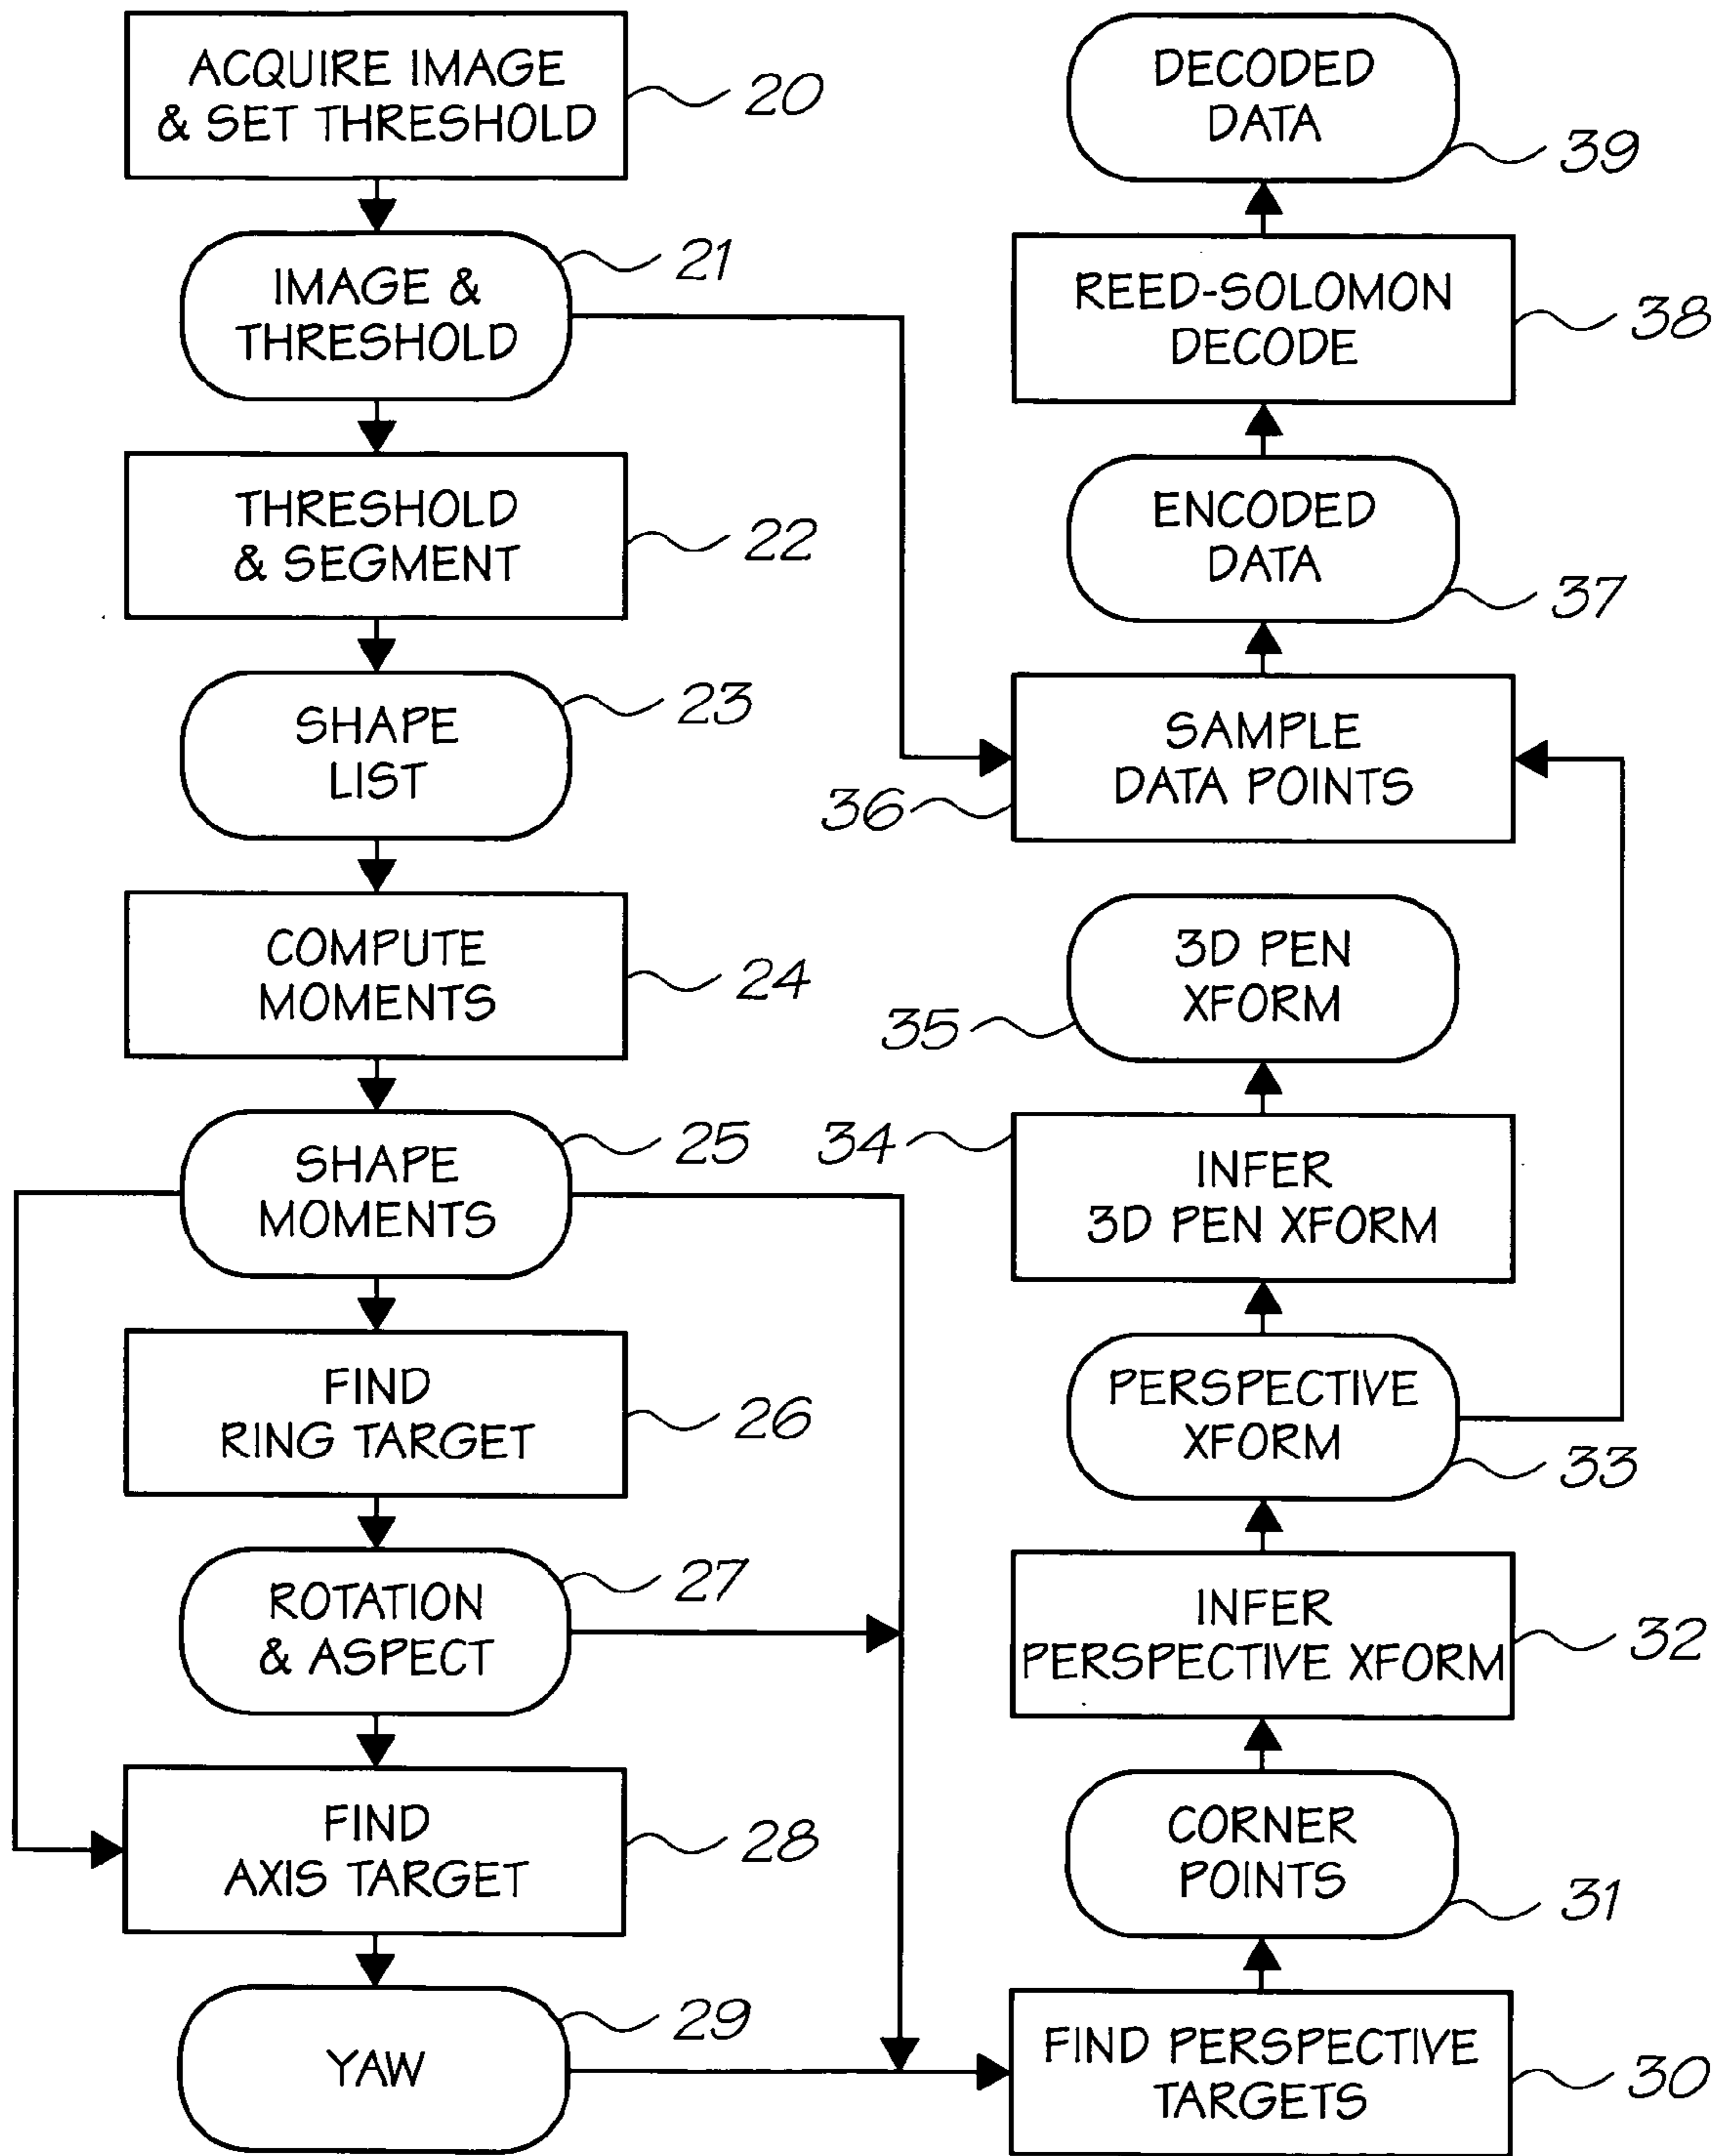 ACQUIRE IMAGE
& SET THRESHOLD
20
IMAGE &
THRESHOLD
21
THRESHOLD
& SEGMENT
22
SHAPE
LIST
23
COMPUTE
MOMENTS
24
SHAPE
MOMENTS
25
FIND
RING TARGET
26
ROTATION
& ASPECT
27
FIND
AXIS TARGET
28
YAW
29
DECODED
DATA
39
REED-SOLOMON
DECODE
38
ENCODED
DATA
37
SAMPLE
DATA POINTS
36
3D PEN
XFORM
35
INFER
3D PEN XFORM
34
PERSPECTIVE
XFORM
33
INFER
PERSPECTIVE XFORM
32
CORNER
POINTS
31
FIND PERSPECTIVE
TARGETS
30